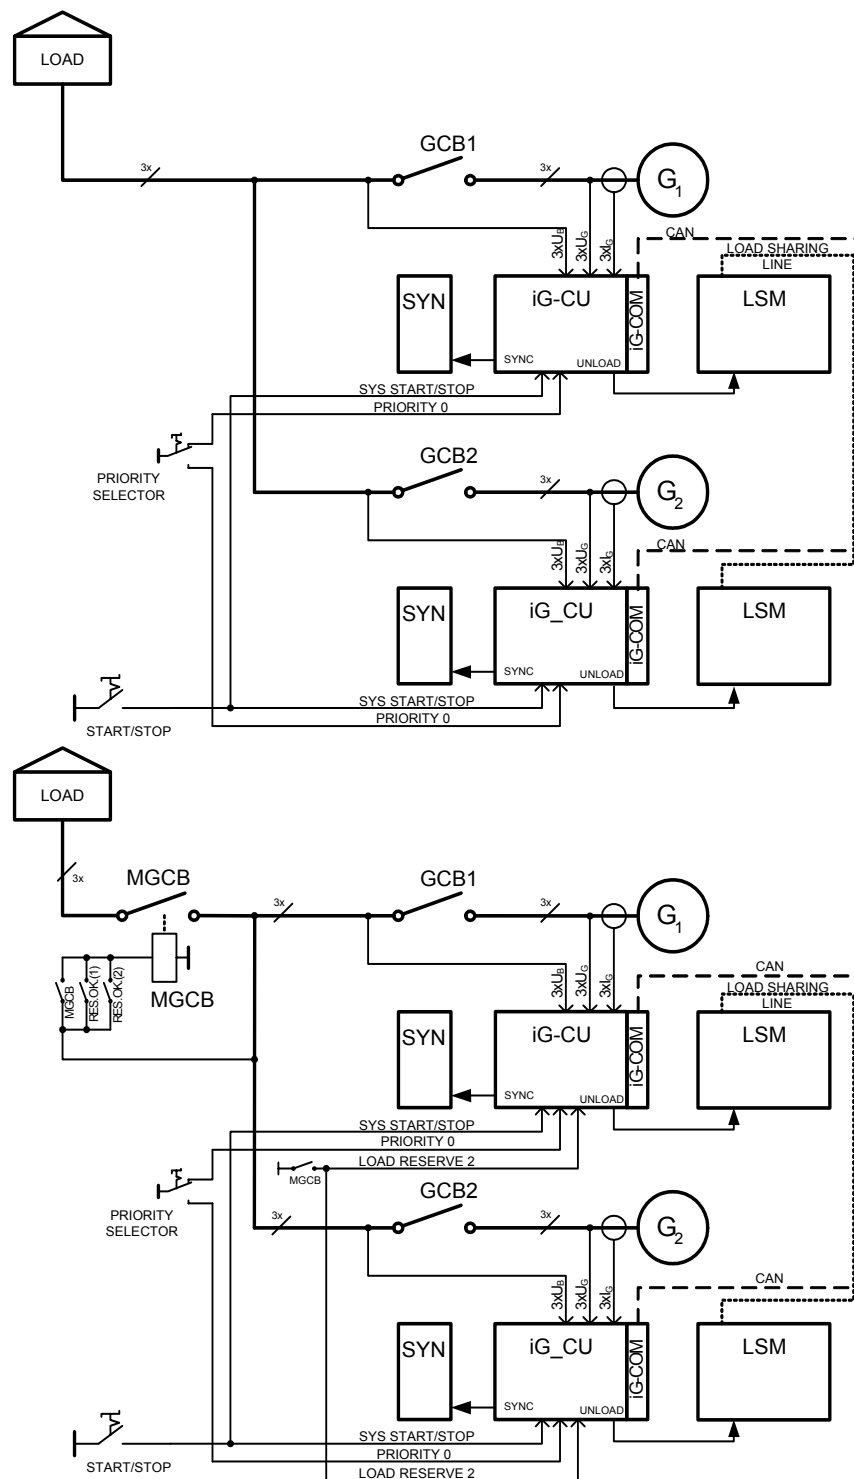 LOAD
GCB1
3x
3x
G1
CAN
3xUB
3xUG
3xIG
LOAD SHARING
LINE
SYN
iG-CU
iG-COM
LSM
SYNC
UNLOAD
SYS START/STOP
PRIORITY 0
PRIORITY
SELECTOR
GCB2
3x
G2
CAN
3xUB
3xUG
3xIG
SYN
iG_CU
iG-COM
LSM
SYNC
UNLOAD
SYS START/STOP
PRIORITY 0
START/STOP
LOAD
3x
MGCB
GCB1
3x
3x
G1
MGCB
RES.OK.(1)
RES.OK.(2)
MGCB
3xUB
3xUG
3xIG
CAN
LOAD SHARING
LINE
SYN
iG-CU
iG-COM
LSM
SYNC
UNLOAD
SYS START/STOP
PRIORITY 0
LOAD RESERVE 2
MGCB
PRIORITY
SELECTOR
GCB2
3x
3x
G2
3xUB
3xUG
3xIG
CAN
SYN
iG_CU
iG-COM
LSM
SYNC
UNLOAD
SYS START/STOP
PRIORITY 0
START/STOP
LOAD RESERVE 2